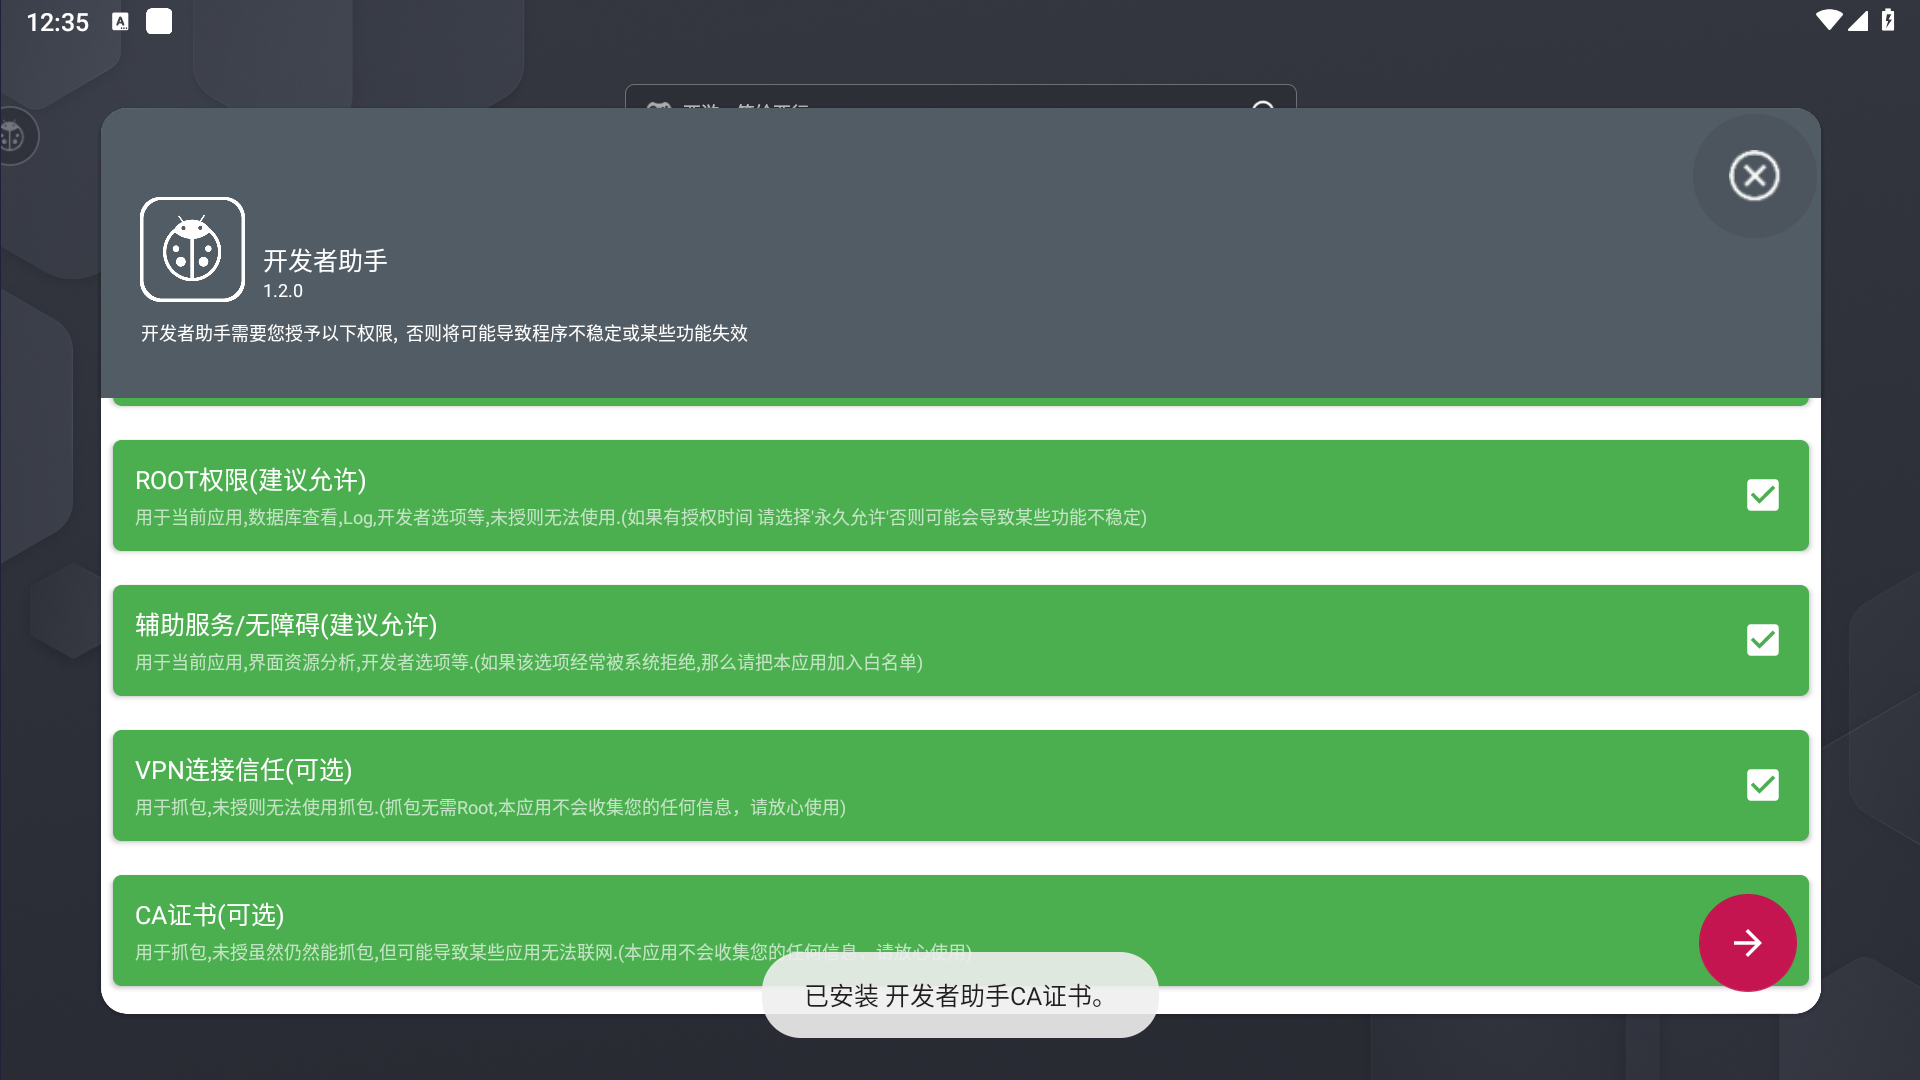 12:35
开发者助手
1.2.0
开发者助手需要您授予以下权限, 否则将可能导致程序不稳定或某些功能失效
ROOT权限(建议允许)
用于当前应用,数据库查看,Log,开发者选项等,未授则无法使用.(如果有授权时间 请选择'永久允许'否则可能会导致某些功能不稳定)
辅助服务/无障碍(建议允许)
用于当前应用,界面资源分析,开发者选项等.(如果该选项经常被系统拒绝,那么请把本应用加入白名单)
VPN连接信任(可选)
用于抓包,未授则无法使用抓包.(抓包无需Root,本应用不会收集您的任何信息，请放心使用)
CA证书(可选)
用于抓包,未授虽然仍然能抓包,但可能导致某些应用无法联网.(本应用不会收集您的任何信息，请放心使用)
已安装 开发者助手CA证书。